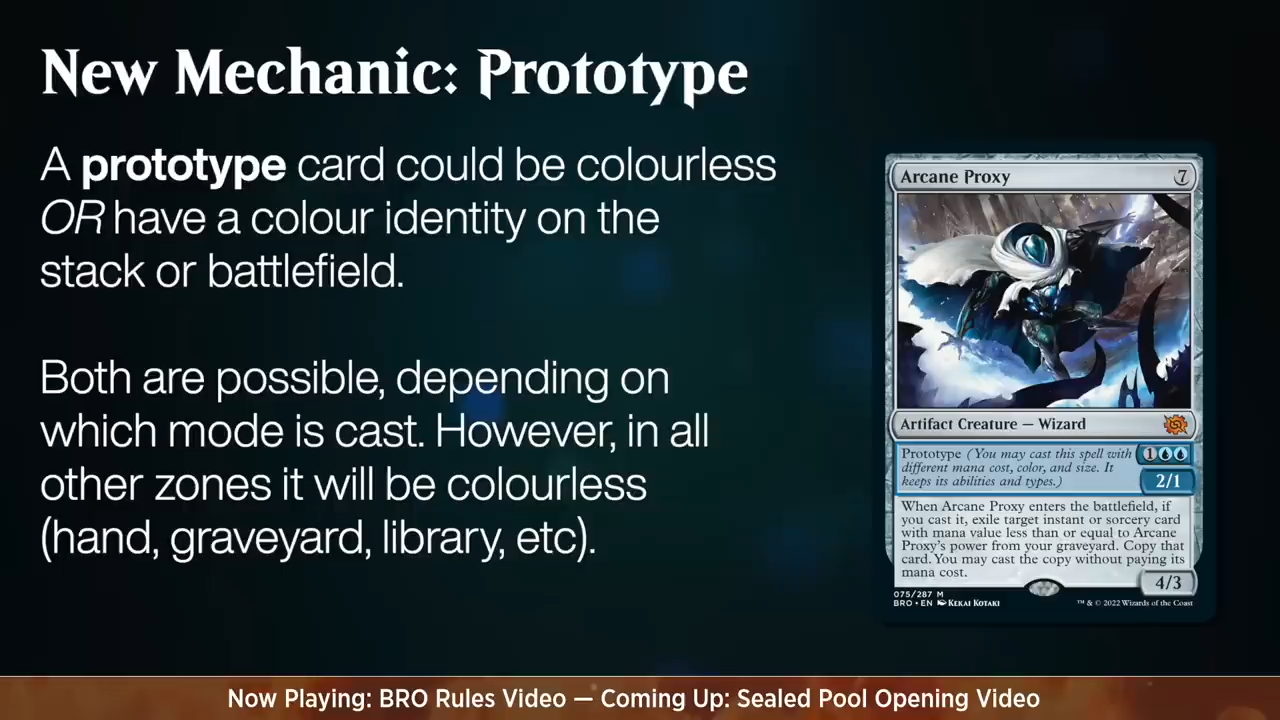 New Mechanic: Prototype
A prototype card could be colourless
OR have a colour identity on the
stack or battlefield.
Both are possible, depending on
which mode is cast. However, in all
other zones it will be colourless
(hand, graveyard, library, etc).
Arcane Proxy 7
Artifact Creature — Wizard
Prototype (You may cast this spell with 1
different mana cost, color, and size. It
keeps its abilities and types.) 2/1
When Arcane Proxy enters the battlefield, if
you cast it, exile target instant or sorcery card
with mana value less than or equal to Arcane
Proxy's power from your graveyard. Copy that
card. You may cast the copy without paying its
mana cost.
4/3
075/287 M
BRO • EN Kekai Kotaki ™ & © 2022 Wizards of the Coast
Now Playing: BRO Rules Video — Coming Up: Sealed Pool Opening Video